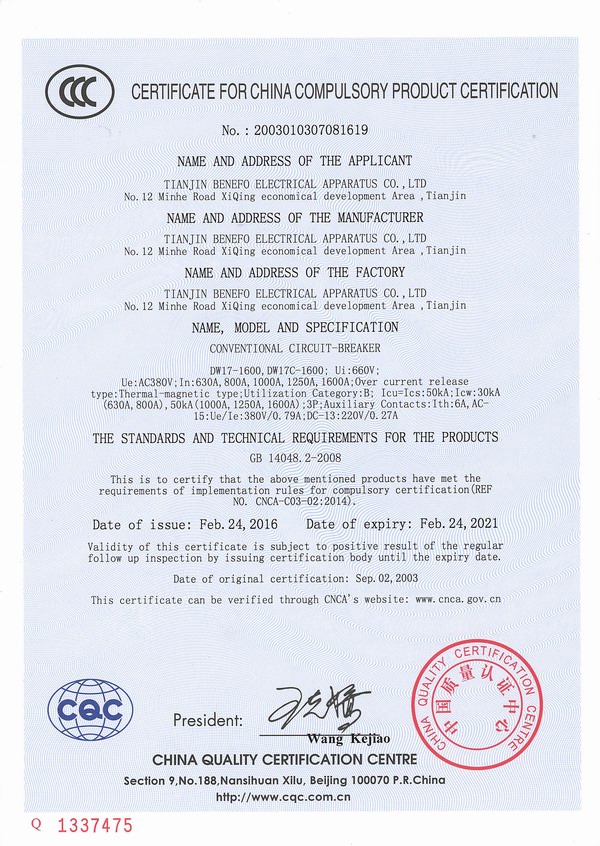 CCC
CERTIFICATE FOR CHINA COMPULSORY PRODUCT CERTIFICATION
No. : 2003010307081619
NAME AND ADDRESS OF THE APPLICANT
TIANJIN BENEFO ELECTRICAL APPARATUS CO.,LTD
No.12 Minhe Road XiQing economical development Area ,Tianjin
NAME AND ADDRESS OF THE MANUFACTURER
TIANJIN BENEFO ELECTRICAL APPARATUS CO.,LTD
No.12 Minhe Road XiQing economical development Area ,Tianjin
NAME AND ADDRESS OF THE FACTORY
TIANJIN BENEFO ELECTRICAL APPARATUS CO.,LTD
No.12 Minhe Road XiQing economical development Area ,Tianjin
NAME, MODEL AND SPECIFICATION
CONVENTIONAL CIRCUIT-BREAKER
DW17-1600,DW17C-1600; Ui:660V;
Ue:AC380V;In:630A,800A,1000A,1250A,1600A;Over current release
type:Thermal-magnetic type;Utilization Category:B; Icu=Ics:50kA;Icw:30kA
(630A,800A),50kA(1000A,1250A,1600A);3P;Auxiliary Contacts:Ith:6A,AC-
15:Ue/Ie:380V/0.79A;DC-13:220V/0.27A
THE STANDARDS AND TECHNICAL REQUIREMENTS FOR THE PRODUCTS
GB 14048.2-2008
This is to certify that the above mentioned products have met the
requirements of implementation rules for compulsory certification(REF
NO. CNCA-C03-02:2014).
Date of issue: Feb.24,2016 Date of expiry: Feb.24,2021
Validity of this certificate is subject to positive result of the regular
follow up inspection by issuing certification body until the expiry date.
Date of original certification: Sep.02,2003
This certificate can be verified through CNCA's website: www.cnca.gov.cn
CHINA QUALITY CERTIFICATION CENTRE
中国质量认证中心
CQC
President:
Wang Kejiao
CHINA QUALITY CERTIFICATION CENTRE
Section 9,No.188,Nansihuan Xilu, Beijing 100070 P.R.China
http://www.cqc.com.cn
Q 1337475